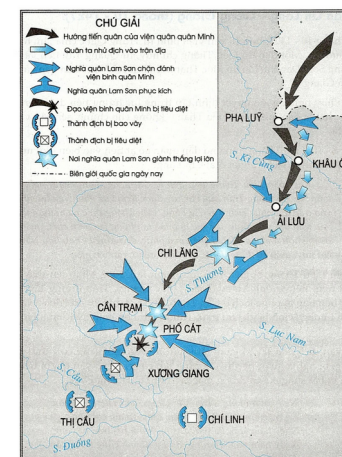 CHÚ GIẢI
Hướng tiến quân của viện quân quân Minh
Quân ta nhử địch vào trận địa
Nghĩa quân Lam Sơn chặn đánh
viện binh quân Minh
Nghĩa quân Lam Sơn phục kích
Đạo viện binh quân Minh bị tiêu diệt
Thành địch bị bao vây
Thành địch bị tiêu diệt
Nơi nghĩa quân Lam Sơn giành thắng lợi lớn
Biên giới quốc gia ngày nay
PHA LUỸ
S. Kì Cùng
KHÂU
ẢI LƯU
CHI LĂNG
S. Thương
CẦN TRẠM
PHỐ CÁT
S. Lục Nam
XƯƠNG GIANG
S. Cầu
THỊ CẦU
CHÍ LINH
S. Đuống